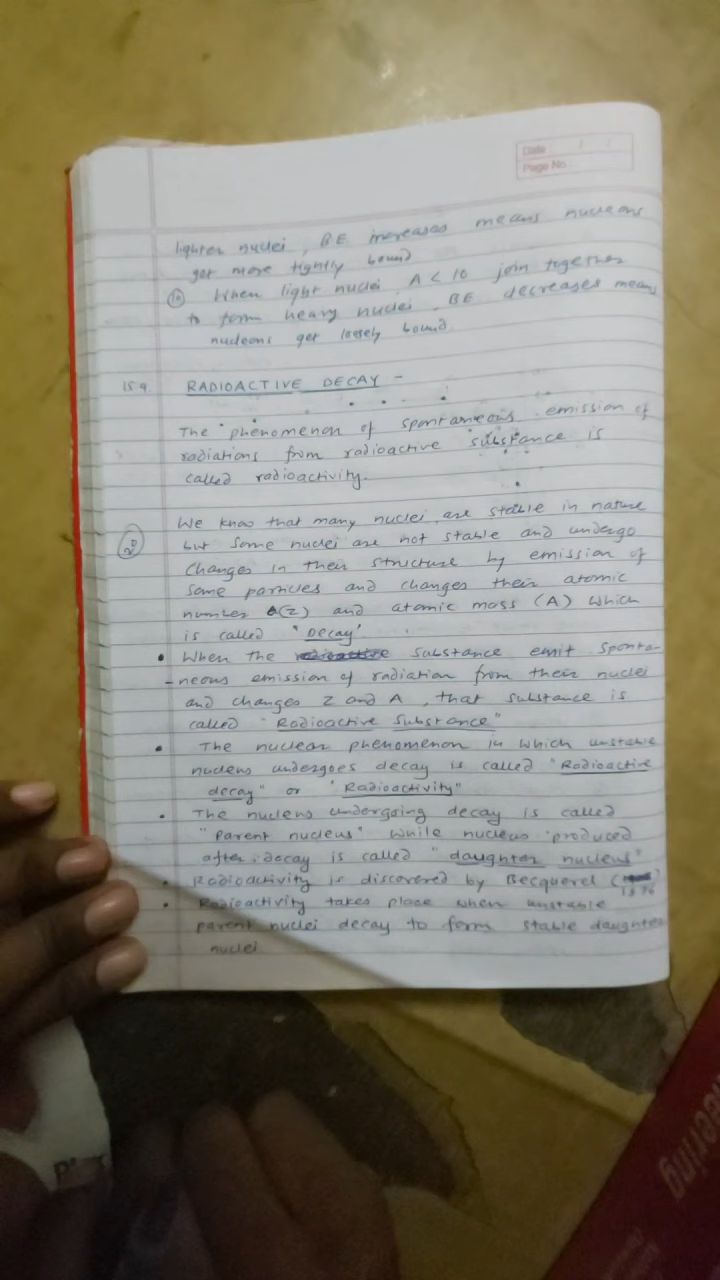 Date / /
Page No.
lighter nuclei, BE increases means nucleons
get more tightly bound
When light nuclei A < 10 join together
to form heavy nuclei BE decreases means
nucleons get loosely bound.
RADIOACTIVE DECAY -
The phenomenon of spontaneous emission of
radiations from radioactive substance is
called radioactivity.
We know that many nuclei are stable in nature
but some nuclei are not stable and undergo
changes in their structure by emission of
some particles and changes their atomic
number (Z) and atomic mass (A) which
is called "Decay"
• When the substance emit sponta-
-neous emission of radiation from their nuclei
and changes Z and A, that substance is
called "Radioactive Substance"
• The nuclear phenomenon in which unstable
nucleus undergoes decay is called "Radioactive
decay" or "Radioactivity"
• The nucleus undergoing decay is called
"Parent nucleus" while nucleus produced
after decay is called "daughter nucleus"
• Radioactivity is discovered by Becquerel
• Radioactivity takes place when unstable
parent nuclei decay to form stable daughter
nuclei
eering